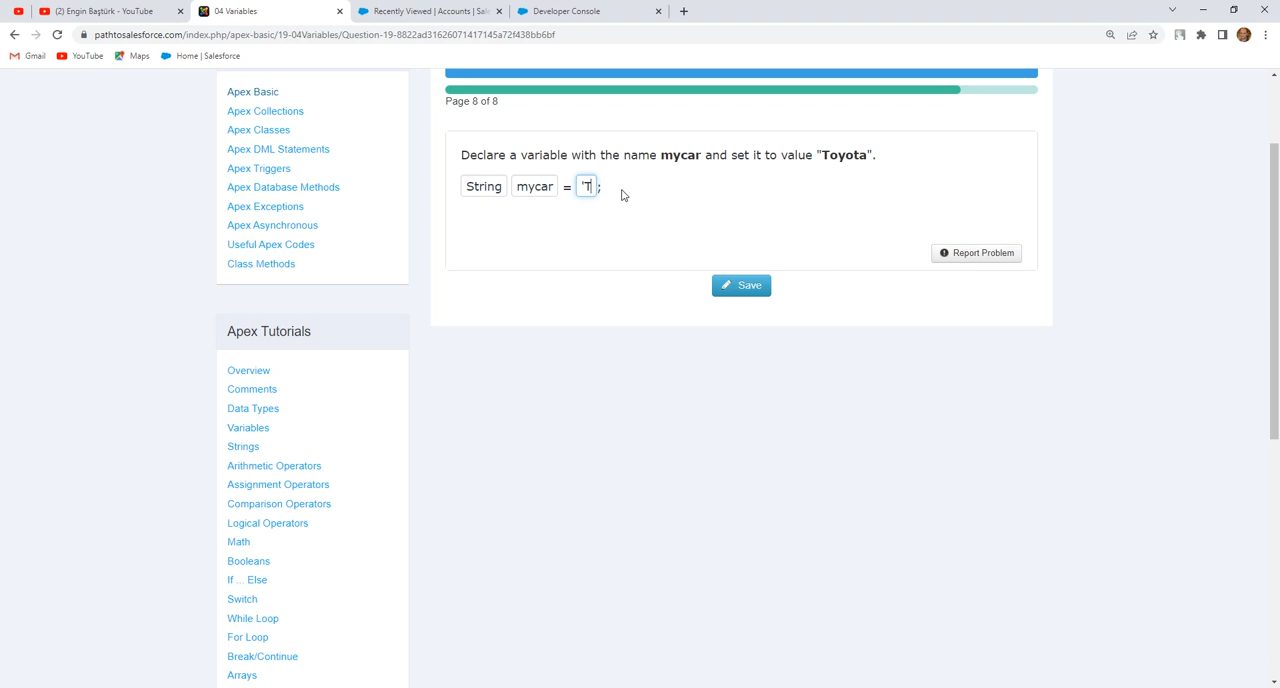 (2) Engin Baştürk - YouTube
04 Variables
Recently Viewed | Accounts | Sale
Developer Console
pathtosalesforce.com/index.php/apex-basic/19-04Variables/Question-19-8822ad31626071417145a72f438bb6bf
Gmail
YouTube
Maps
Home | Salesforce
Apex Basic
Apex Collections
Apex Classes
Apex DML Statements
Apex Triggers
Apex Database Methods
Apex Exceptions
Apex Asynchronous
Useful Apex Codes
Class Methods
Apex Tutorials
Overview
Comments
Data Types
Variables
Strings
Arithmetic Operators
Assignment Operators
Comparison Operators
Logical Operators
Math
Booleans
If ... Else
Switch
While Loop
For Loop
Break/Continue
Arrays
Page 8 of 8
Declare a variable with the name mycar and set it to value "Toyota".
String mycar = 'T;
Report Problem
Save